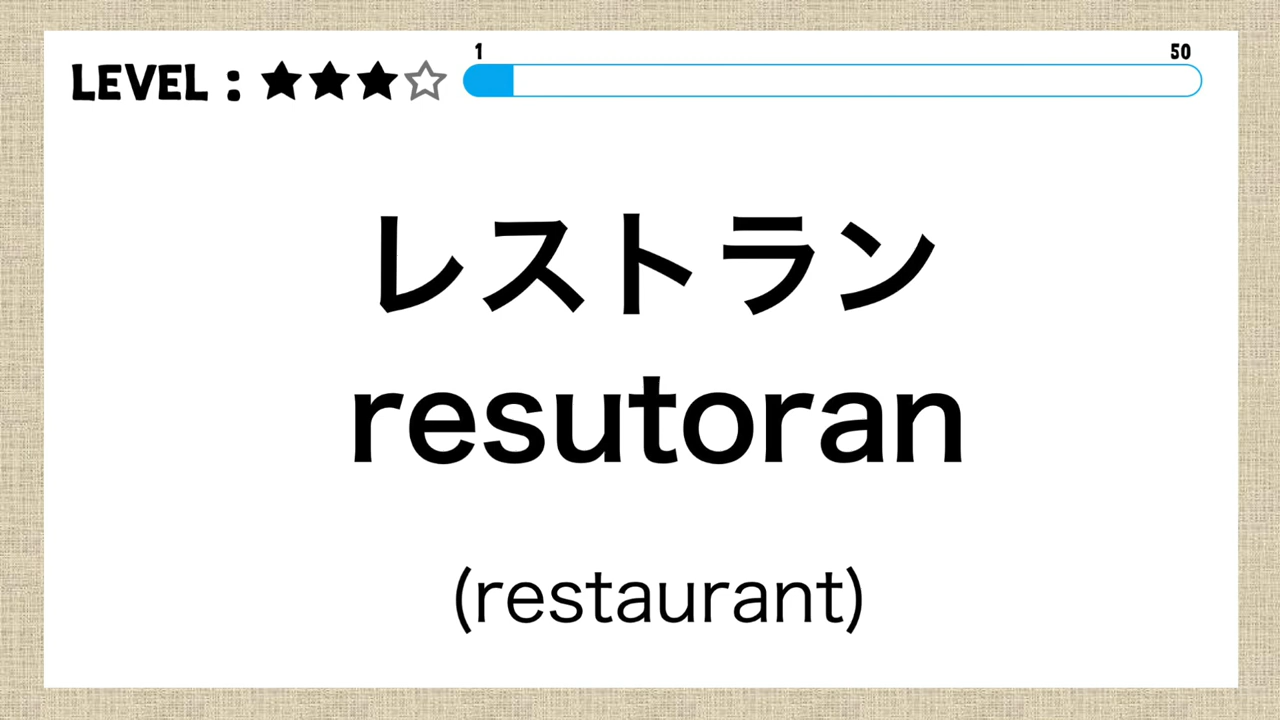 LEVEL : ★★★☆ 1 50
レストラン
resutoran
(restaurant)